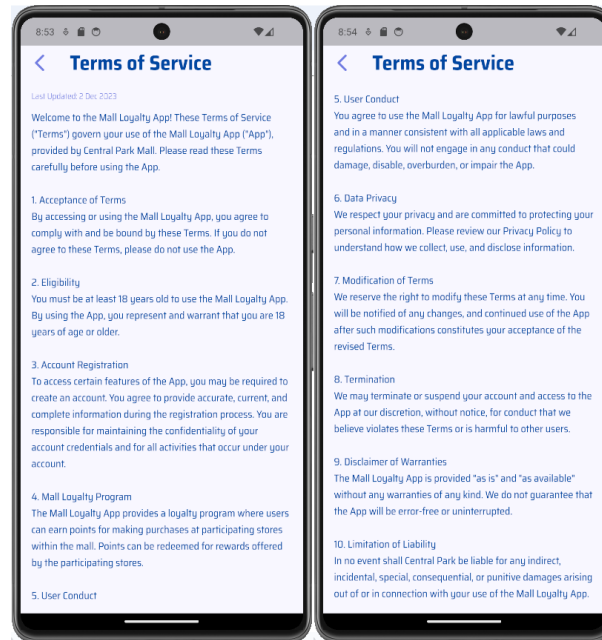 8:53
Terms of Service
Last Updated: 2 Dec 2023
Welcome to the Mall Loyalty App! These Terms of Service
("Terms") govern your use of the Mall Loyalty App ("App"),
provided by Central Park Mall. Please read these Terms
carefully before using the App.
1. Acceptance of Terms
By accessing or using the Mall Loyalty App, you agree to
comply with and be bound by these Terms. If you do not
agree to these Terms, please do not use the App.
2. Eligibility
You must be at least 18 years old to use the Mall Loyalty App.
By using the App, you represent and warrant that you are 18
years of age or older.
3. Account Registration
To access certain features of the App, you may be required to
create an account. You agree to provide accurate, current, and
complete information during the registration process. You are
responsible for maintaining the confidentiality of your
account credentials and for all activities that occur under your
account.
4. Mall Loyalty Program
The Mall Loyalty App provides a loyalty program where users
can earn points for making purchases at participating stores
within the mall. Points can be redeemed for rewards offered
by the participating stores.
5. User Conduct
8:54
Terms of Service
5. User Conduct
You agree to use the Mall Loyalty App for lawful purposes
and in a manner consistent with all applicable laws and
regulations. You will not engage in any conduct that could
damage, disable, overburden, or impair the App.
6. Data Privacy
We respect your privacy and are committed to protecting your
personal information. Please review our Privacy Policy to
understand how we collect, use, and disclose information.
7. Modification of Terms
We reserve the right to modify these Terms at any time. You
will be notified of any changes, and continued use of the App
after such modifications constitutes your acceptance of the
revised Terms.
8. Termination
We may terminate or suspend your account and access to the
App at our discretion, without notice, for conduct that we
believe violates these Terms or is harmful to other users.
9. Disclaimer of Warranties
The Mall Loyalty App is provided "as is" and "as available"
without any warranties of any kind. We do not guarantee that
the App will be error-free or uninterrupted.
10. Limitation of Liability
In no event shall Central Park be liable for any indirect,
incidental, special, consequential, or punitive damages arising
out of or in connection with your use of the Mall Loyalty App.